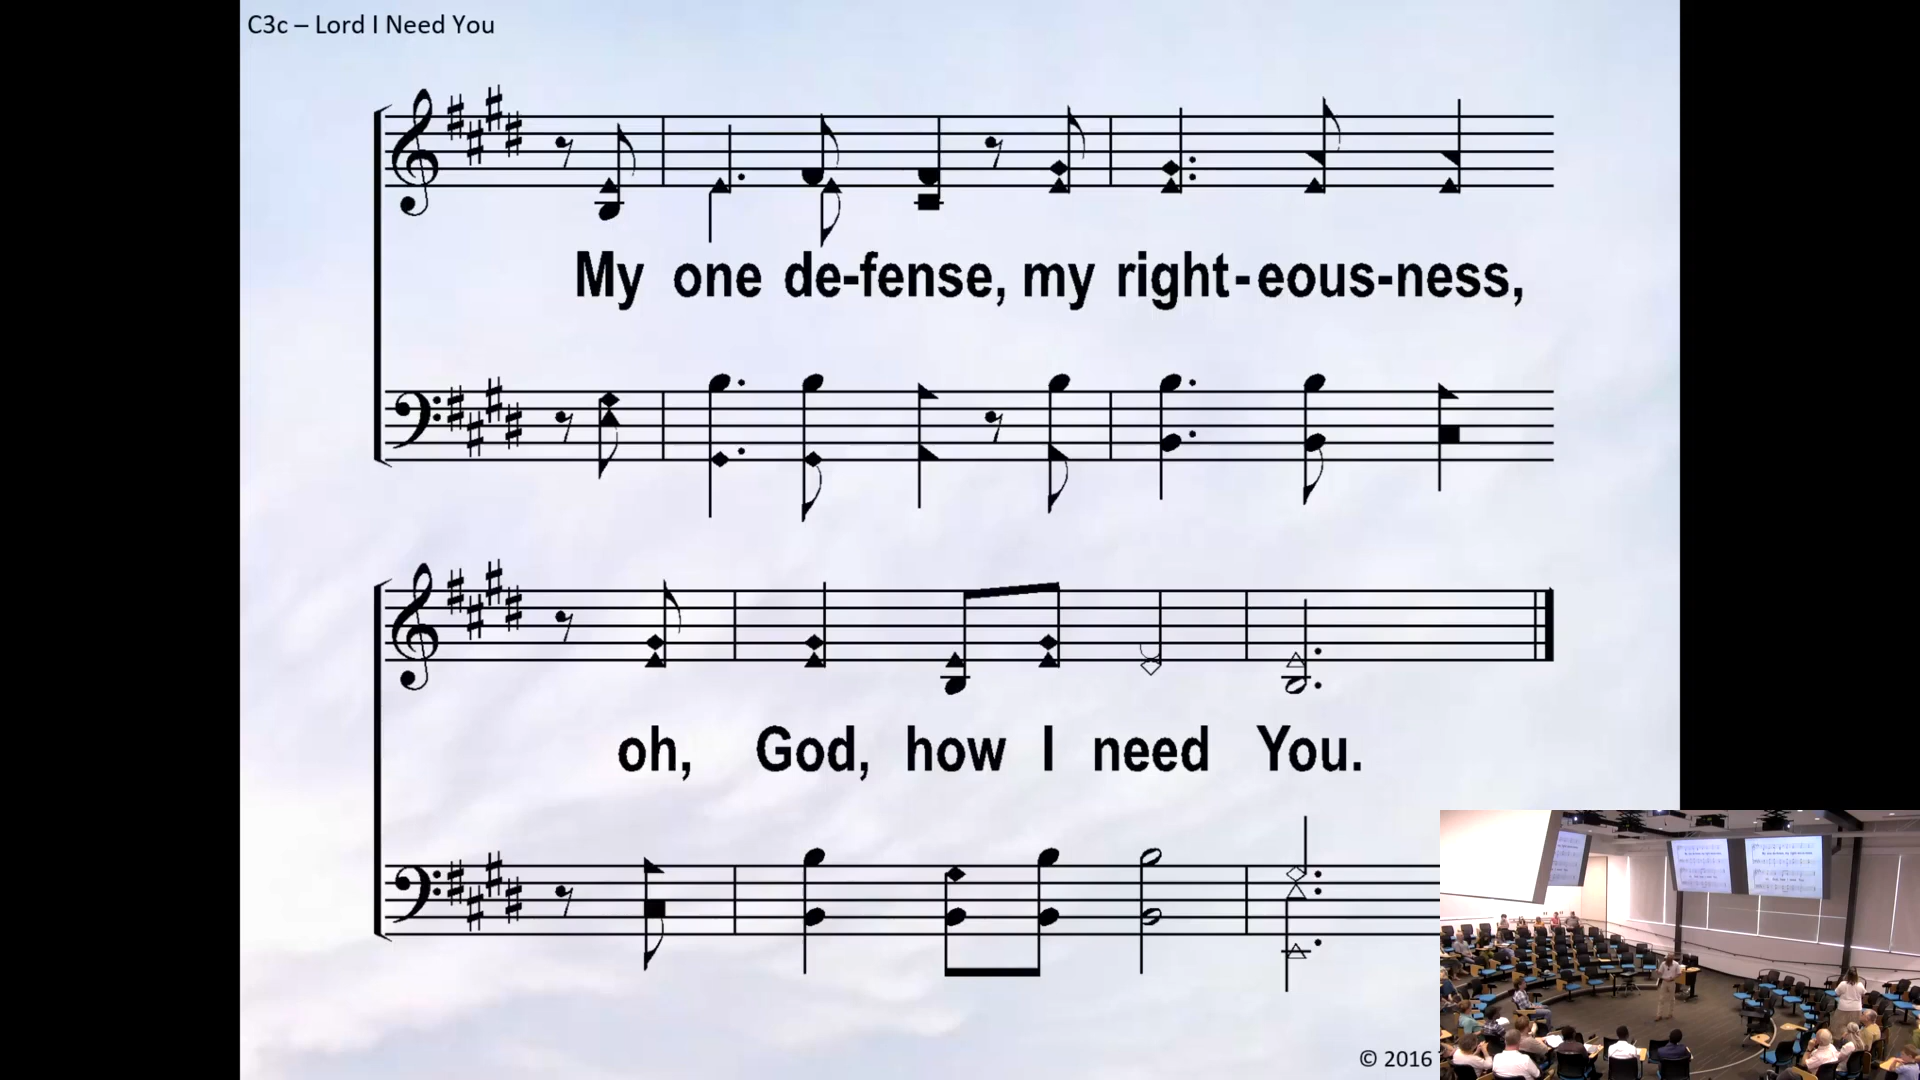 C3c – Lord I Need You
My one de-fense, my right-eous-ness,
oh, God, how I need You.
© 2016